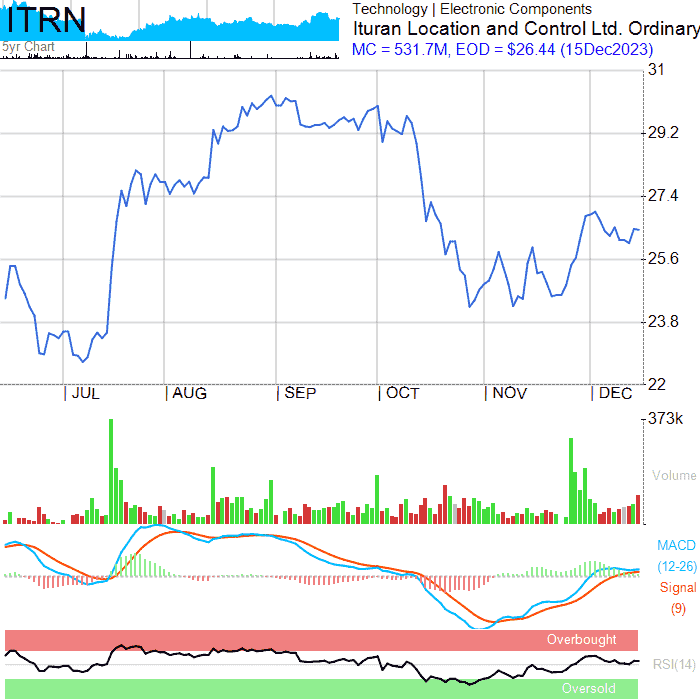 ITRN
5yr Chart
Technology | Electronic Components
Ituran Location and Control Ltd. Ordinary
MC = 531.7M, EOD = $26.44 (15Dec2023)
31
29.2
27.4
25.6
23.8
22
JUL AUG SEP OCT NOV DEC
373k
Volume
MACD
(12-26)
Signal
(9)
Overbought
RSI(14)
Oversold